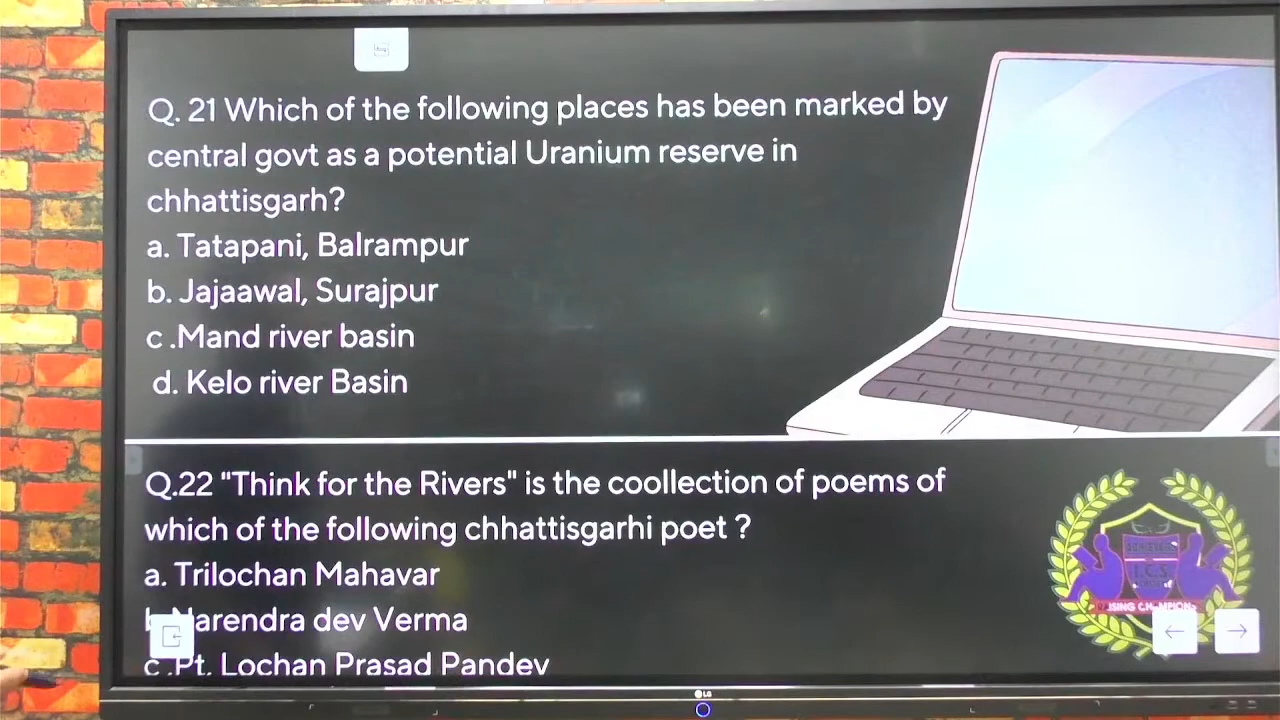 Q. 21 Which of the following places has been marked by
central govt as a potential Uranium reserve in
chhattisgarh?
a. Tatapani, Balrampur
b. Jajaawal, Surajpur
c .Mand river basin
d. Kelo river Basin
Q.22 "Think for the Rivers" is the coollection of poems of
which of the following chhattisgarhi poet ?
a. Trilochan Mahavar
Narendra dev Verma
c .Pt. Lochan Prasad Pandey
I.C.S.
LG